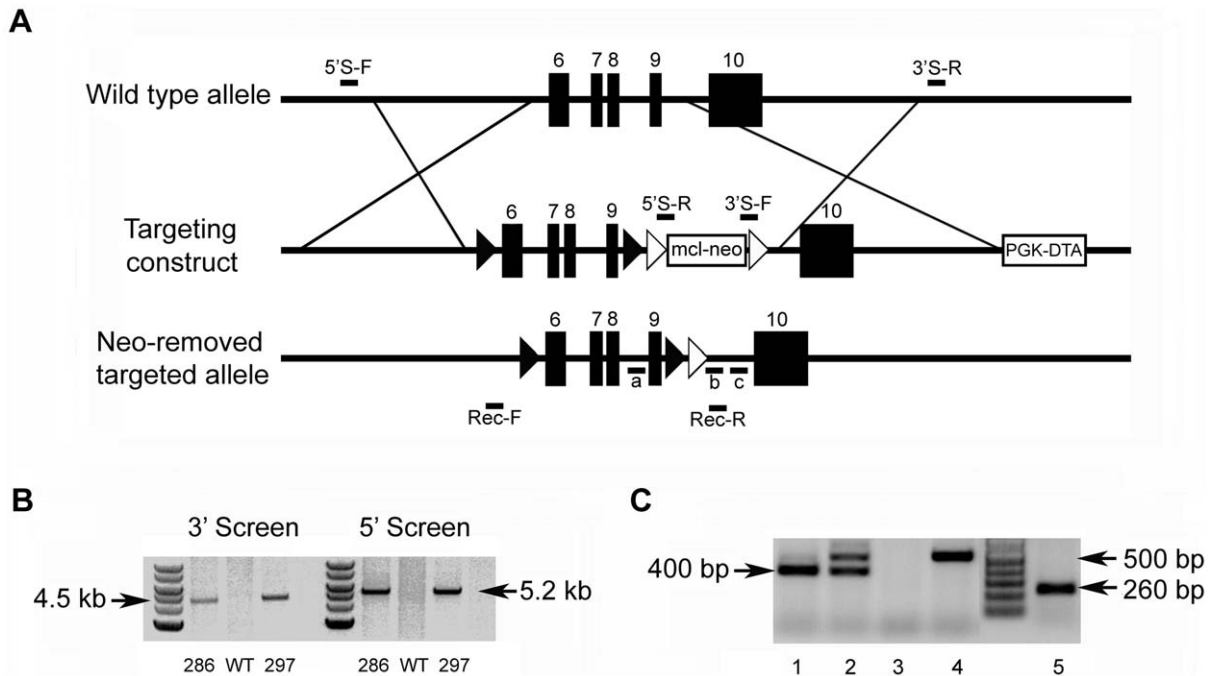 A
5'S-F
6
7
8
9
10
3'S-R
Wild type allele
Targeting
construct
6
7
8
9
5'S-R
mcl-neo
3'S-F
10
PGK-DTA
Neo-removed
targeted allele
6
7
8
9
10
a
b
c
Rec-F
Rec-R
B
3' Screen
5' Screen
4.5 kb
5.2 kb
286 WT 297
286 WT 297
C
400 bp
500 bp
260 bp
1 2 3 4 5